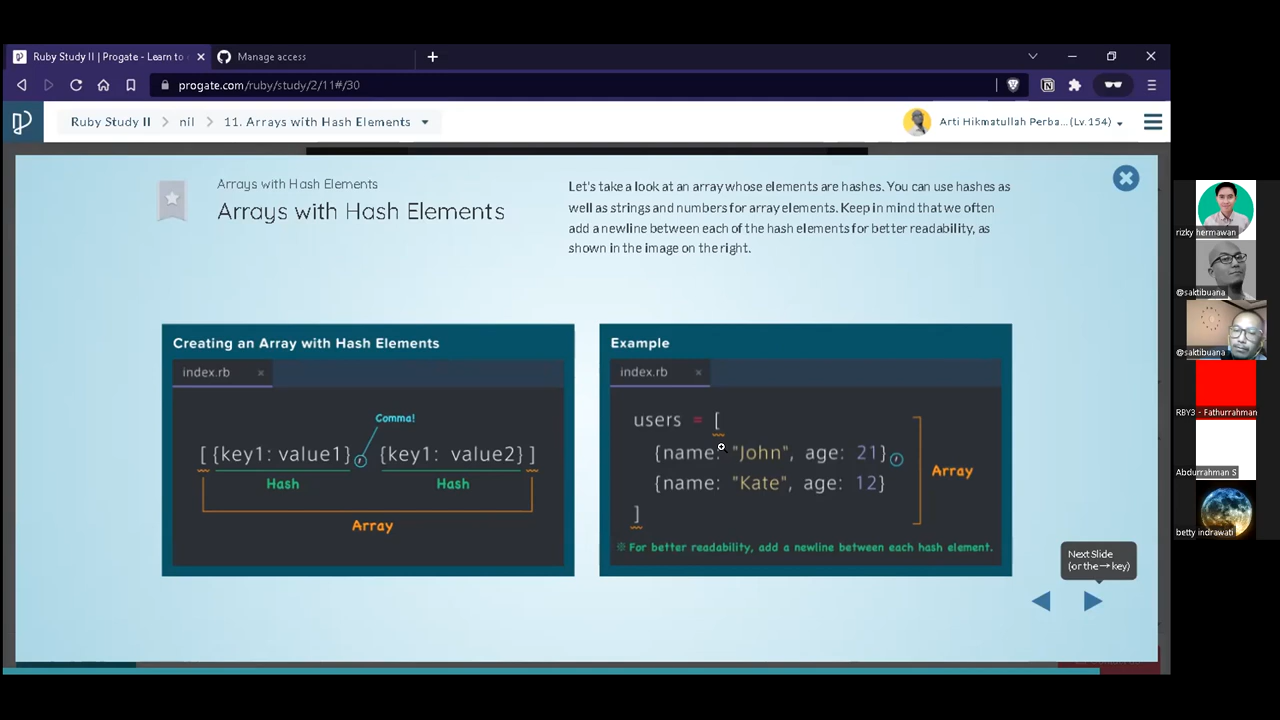 Ruby Study II | Progate - Learn to
Manage access
progate.com/ruby/study/2/11#/30
Ruby Study II > nil > 11. Arrays with Hash Elements
Arti Hikmatullah Perba...(Lv.154)
Arrays with Hash Elements
Arrays with Hash Elements
Let's take a look at an array whose elements are hashes. You can use hashes as
well as strings and numbers for array elements. Keep in mind that we often
add a newline between each of the hash elements for better readability, as
shown in the image on the right.
Creating an Array with Hash Elements
index.rb
Comma!
[{key1: value1}, {key1: value2}]
Hash
Hash
Array
Example
index.rb
users = [
{name: "John", age: 21},
{name: "Kate", age: 12}
]
Array
※For better readability, add a newline between each hash element.
Next Slide
(or the → key)
rizky hermawan
@saktibuana
@saktibuana
RBY3 - Fathurrahman
Abdurrahman S
betty indrawati